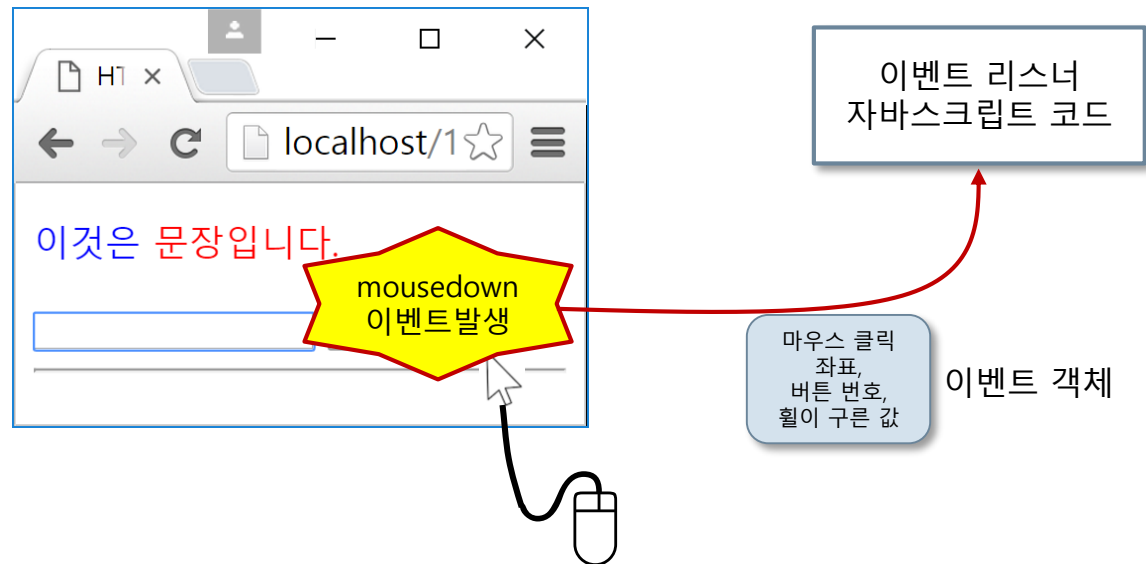 HT
localhost/1
이것은 문장입니다.
mousedown
이벤트발생
이벤트 리스너
자바스크립트 코드
마우스 클릭
좌표,
버튼 번호,
휠이 구른 값
이벤트 객체